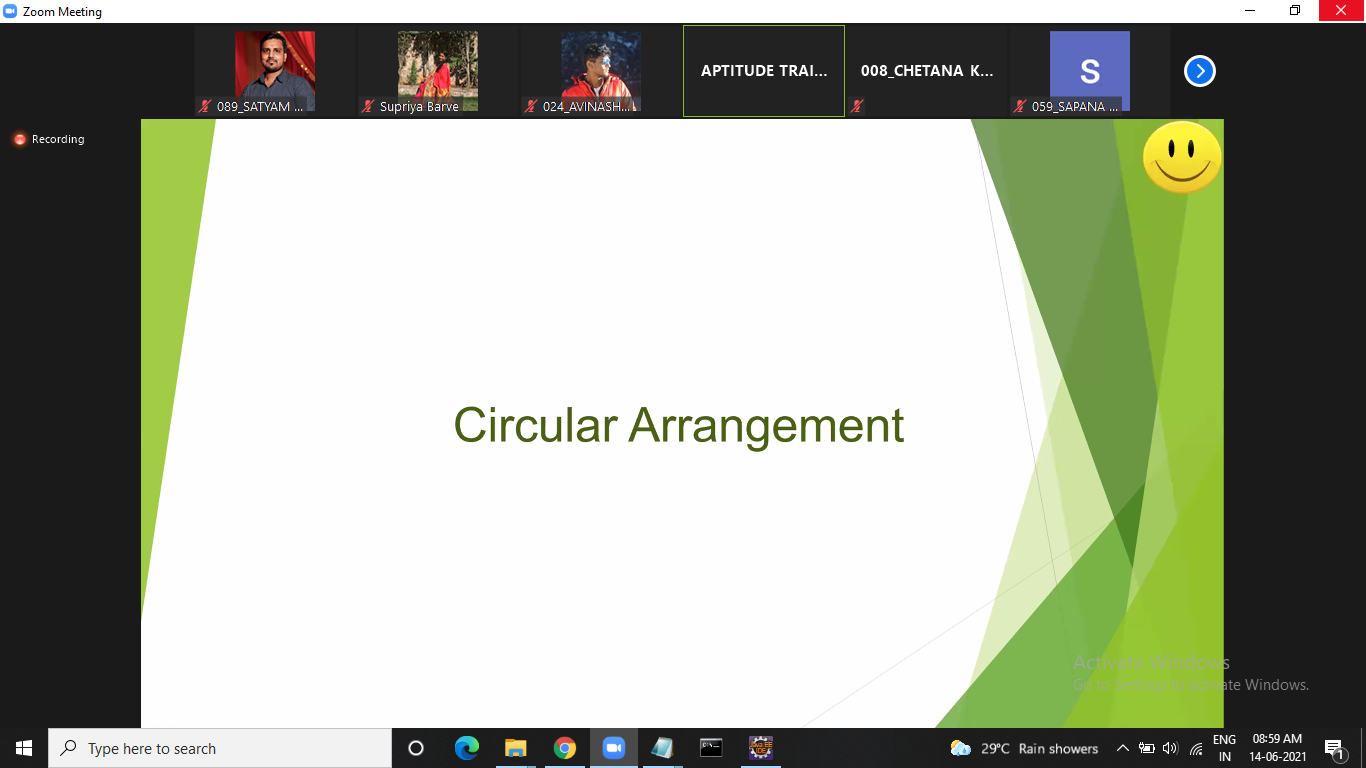 Zoom Meeting
089_SATYAM ...
Supriya Barve
024_AVINASH...
APTITUDE TRAI...
008_CHETANA K...
S
059_SAPANA ...
Recording
Circular Arrangement
Activate Windows
Go to Settings to activate Windows.
Type here to search
29°C Rain showers
ENG
IN
08:59 AM
14-06-2021
1